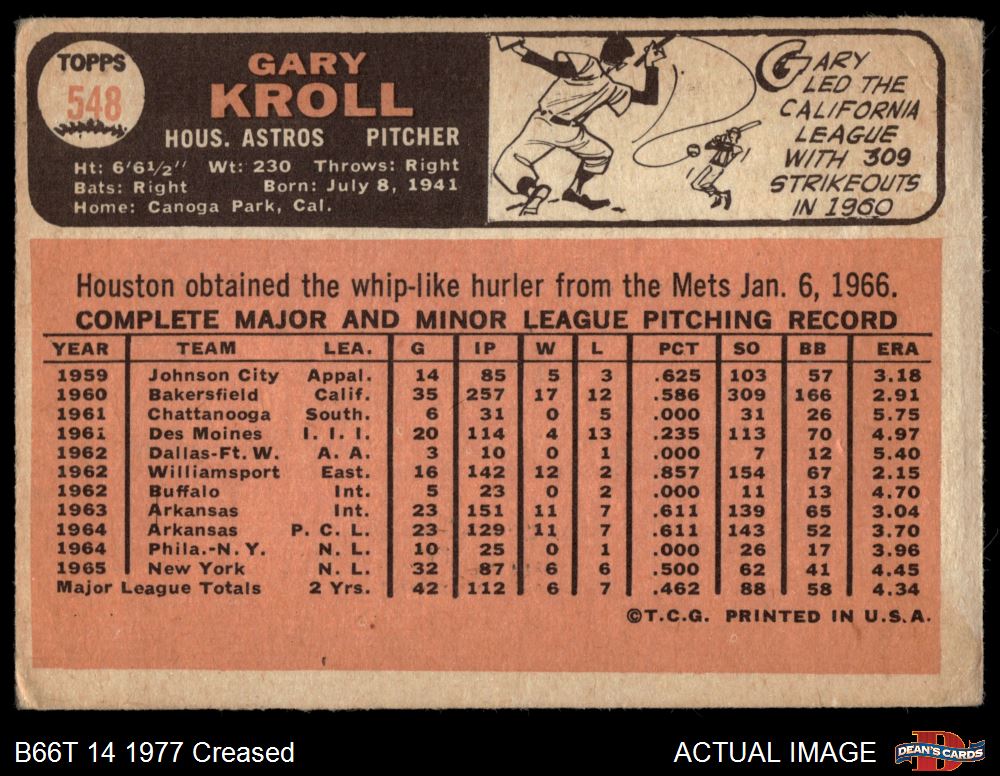 TOPPS
548
GARY
KROLL
HOUS. ASTROS PITCHER
Ht: 6'6½" Wt: 230 Throws: Right
Bats: Right Born: July 8, 1941
Home: Canoga Park, Cal.
GARY
LED THE
CALIFORNIA
LEAGUE
WITH 309
STRIKEOUTS
IN 1960
Houston obtained the whip-like hurler from the Mets Jan. 6, 1966.
COMPLETE MAJOR AND MINOR LEAGUE PITCHING RECORD
YEAR TEAM LEA. G IP W L PCT SO BB ERA
1959 Johnson City Appal. 14 85 5 3 .625 103 57 3.18
1960 Bakersfield Calif. 35 257 17 12 .586 309 166 2.91
1961 Chattanooga South. 6 31 0 5 .000 31 26 5.75
1961 Des Moines I. I. I. 20 114 4 13 .235 113 70 4.97
1962 Dallas-Ft. W. A. A. 3 10 0 1 .000 7 12 5.40
1962 Williamsport East. 16 142 12 2 .857 154 67 2.15
1962 Buffalo Int. 5 23 0 2 .000 11 13 4.70
1963 Arkansas Int. 23 151 11 7 .611 139 65 3.04
1964 Arkansas P. C. L. 23 129 11 7 .611 143 52 3.70
1964 Phila.-N. Y. N. L. 10 25 0 1 .000 26 17 3.96
1965 New York N. L. 32 87 6 6 .500 62 41 4.45
Major League Totals 2 Yrs. 42 112 6 7 .462 88 58 4.34
©T.C.G. PRINTED IN U.S.A.
B66T 14 1977 Creased
ACTUAL IMAGE
DEAN'S CARDS